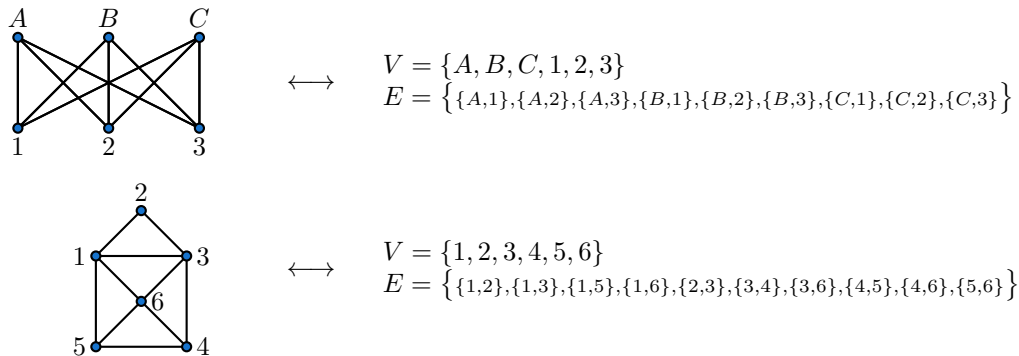 A B C
1 2 3
⟷
V = {A, B, C, 1, 2, 3}
E = {{A,1},{A,2},{A,3},{B,1},{B,2},{B,3},{C,1},{C,2},{C,3}}
2
1 3
6
5 4
⟷
V = {1, 2, 3, 4, 5, 6}
E = {{1,2},{1,3},{1,5},{1,6},{2,3},{3,4},{3,6},{4,5},{4,6},{5,6}}